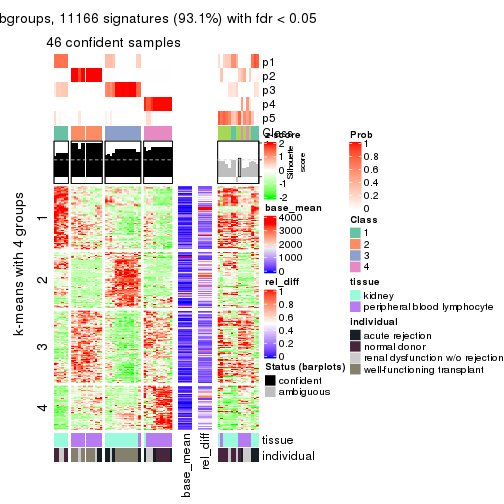 bgroups, 11166 signatures (93.1%) with fdr < 0.05
46 confident samples
p1
p2
p3
p4
p5
Class
z-score
2
1
0
-1
-2
Silhouette
score
base_mean
4000
3000
2000
1000
0
rel_diff
1
0.8
0.6
0.4
0.2
0
Status (barplots)
confident
ambiguous
Prob
1
0.8
0.6
0.4
0.2
0
Class
1
2
3
4
tissue
kidney
peripheral blood lymphocyte
individual
acute rejection
normal donor
renal dysfunction w/o rejection
well-functioning transplant
k-means with 4 groups
1
2
3
4
tissue
individual
base_mean
rel_diff